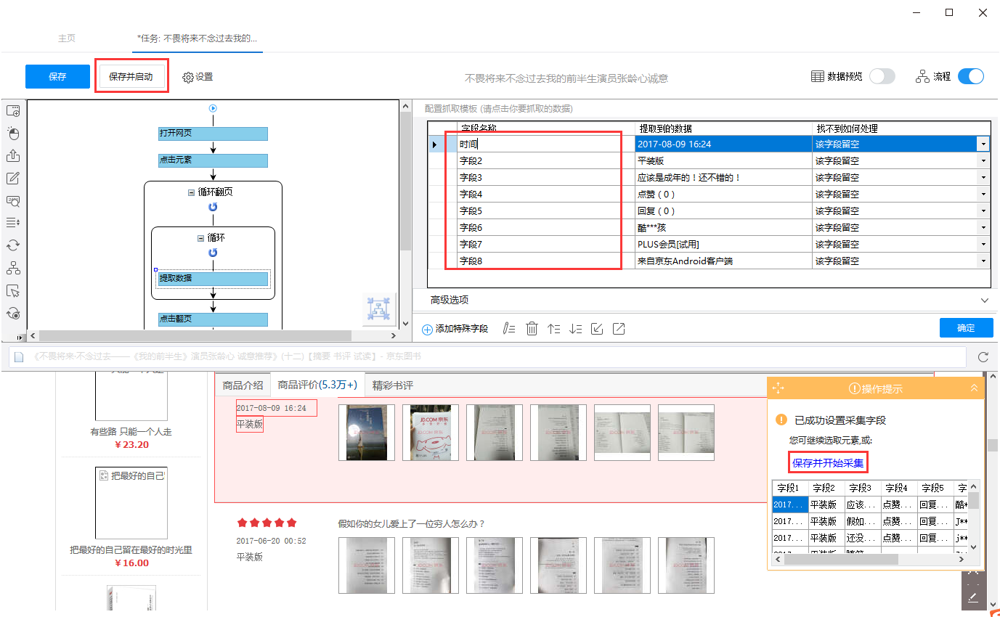 主页
*任务: 不畏将来不念过去我的...
保存
保存并启动
设置
不畏将来不念过去我的前半生演员张龄心诚意
数据预览
流程
打开网页
点击元素
循环翻页
循环
提取数据
点击翻页
配置抓取模板 (请点击你要抓取的数据)
字段名称 提取到的数据 找不到如何处理
时间 2017-08-09 16:24 该字段留空
字段2 平装版 该字段留空
字段3 应该是成年的！还不错的！ 该字段留空
字段4 点赞（0） 该字段留空
字段5 回复（0） 该字段留空
字段6 酷***孩 该字段留空
字段7 PLUS会员[试用] 该字段留空
字段8 来自京东Android客户端 该字段留空
高级选项
添加特殊字段
确定
《不畏将来·不念过去——《我的前半生》演员张龄心 诚意推荐》(十二)【摘要 书评 试读】- 京东图书
有些路 只能一个人走
￥23.20
把最好的自己
把最好的自己留在最好的时光里
￥16.00
商品介绍 商品评价(5.3万+) 精彩书评
2017-08-09 16:24
平装版
JD.COM 京东
假如你的女儿爱上了一位穷人怎么办？
2017-06-20 00:52
平装版
操作提示
已成功设置采集字段
您可继续选取元素,或:
保存并开始采集
字段1 字段2 字段3 字段4 字段5 字
2017... 平装版 应该... 点赞... 回复... 酷*
2017... 平装版 假如... 点赞... 回复... J**
2017... 平装版 还没... 点赞... 回复... j**